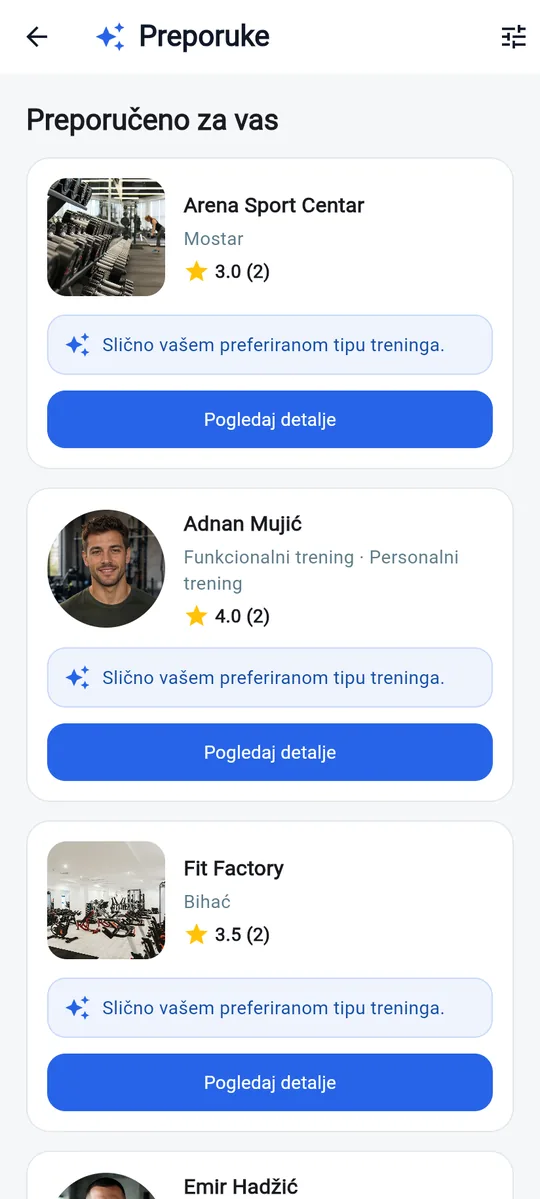 Preporuke
Preporučeno za vas
Arena Sport Centar
Mostar
3.0 (2)
Slično vašem preferiranom tipu treninga.
Pogledaj detalje
Adnan Mujić
Funkcionalni trening · Personalni
trening
4.0 (2)
Slično vašem preferiranom tipu treninga.
Pogledaj detalje
Fit Factory
Bihać
3.5 (2)
Slično vašem preferiranom tipu treninga.
Pogledaj detalje
Emir Hadžić